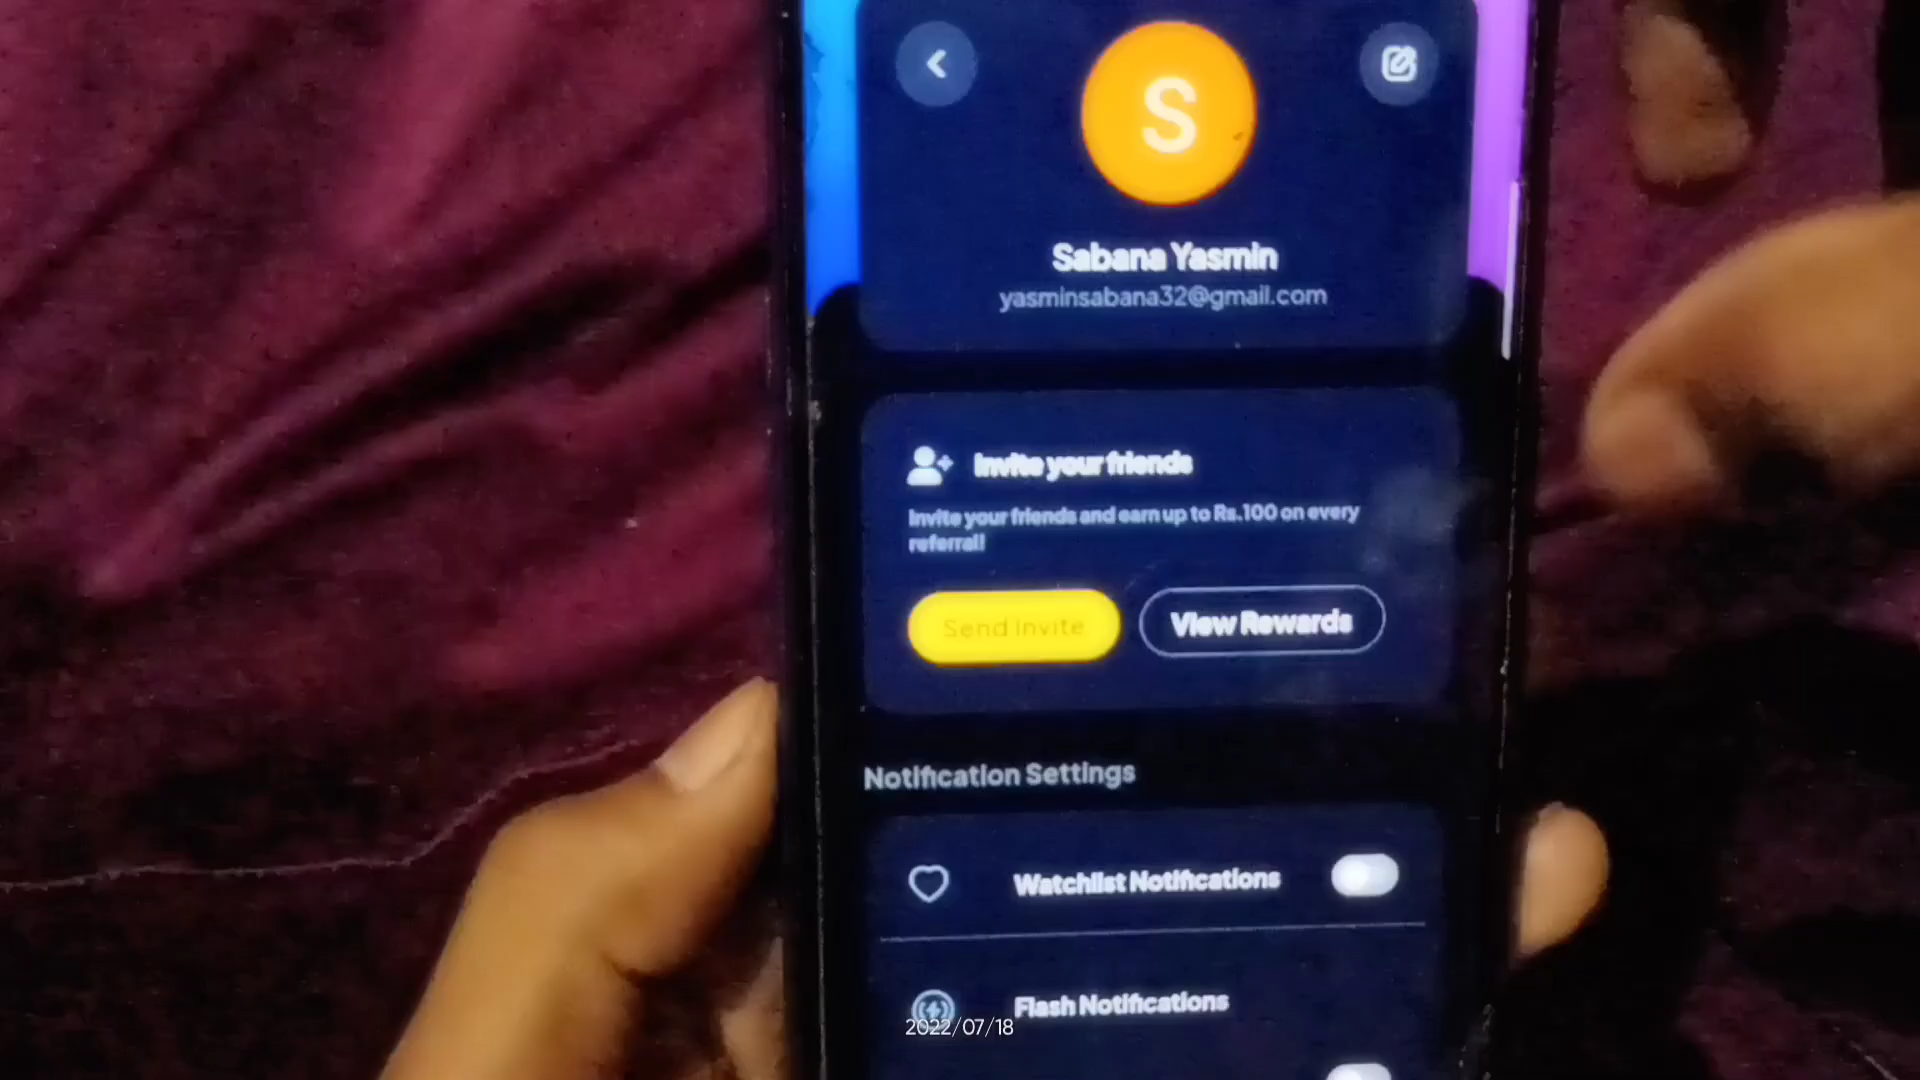 S
Sabana Yasmin
yasminsabana32@gmail.com
Invite your friends
Invite your friends and earn up to Rs.100 on every
referral!
Send Invite
View Rewards
Notification Settings
Watchlist Notifications
Flash Notifications
2022/07/18